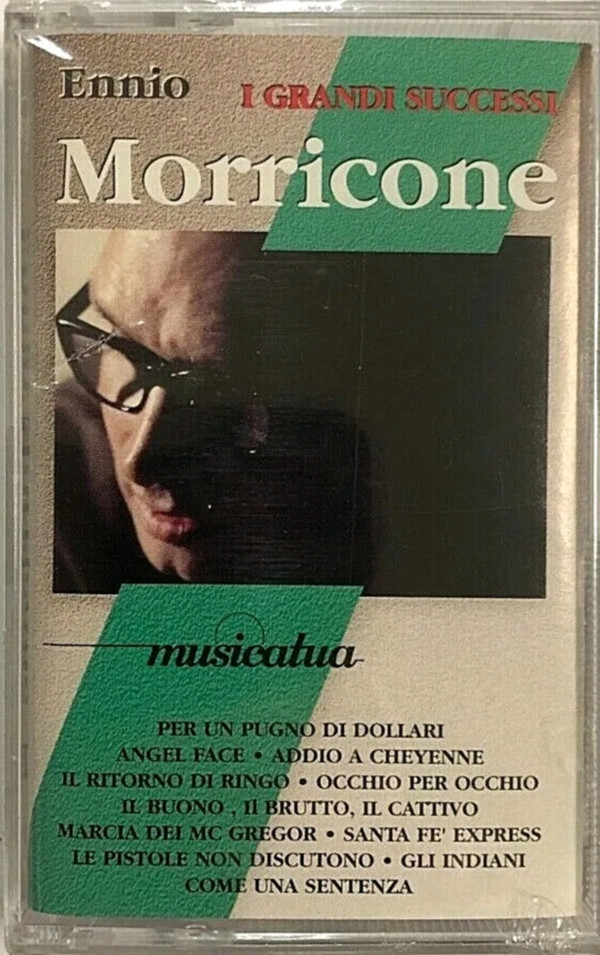 Ennio
I GRANDI SUCCESSI
Morricone
musicatua
PER UN PUGNO DI DOLLARI
ANGEL FACE • ADDIO A CHEYENNE
IL RITORNO DI RINGO • OCCHIO PER OCCHIO
IL BUONO , Il BRUTTO, IL CATTIVO
MARCIA DEI MC GREGOR • SANTA FE' EXPRESS
LE PISTOLE NON DISCUTONO • GLI INDIANI
COME UNA SENTENZA